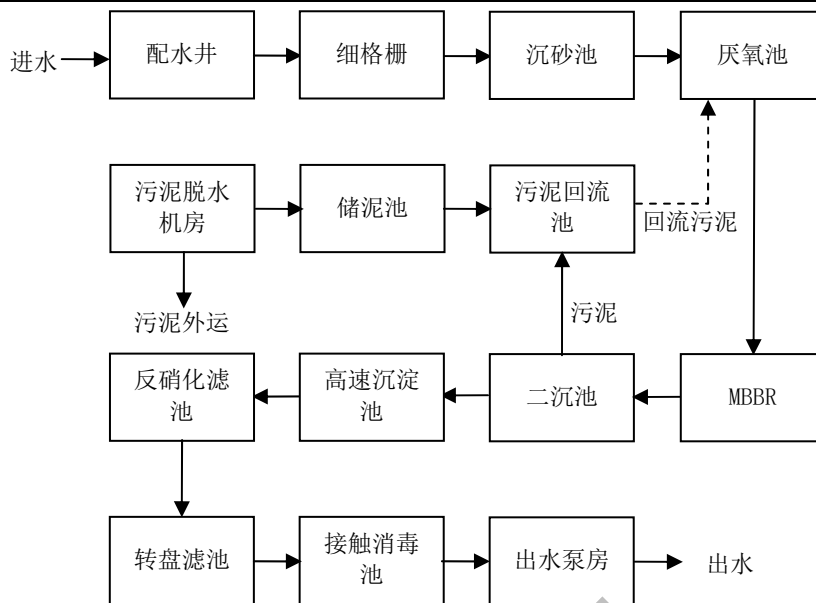 进水
配水井
细格栅
沉砂池
厌氧池
污泥脱水
机房
储泥池
污泥回流
池
回流污泥
污泥外运
污泥
反硝化滤
池
高速沉淀
池
二沉池
MBBR
转盘滤池
接触消毒
池
出水泵房
出水